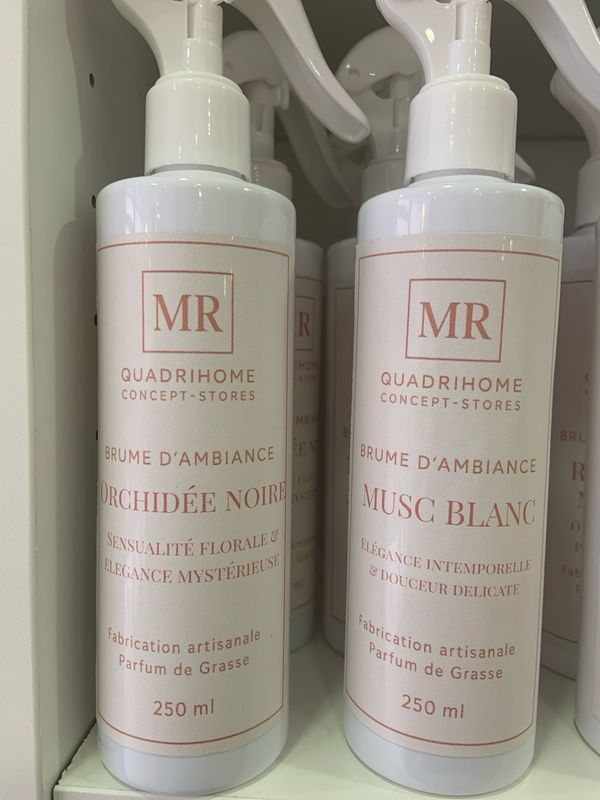 MR
QUADRIHOME
CONCEPT-STORES
BRUME D'AMBIANCE
ORCHIDÉE NOIRE
SENSUALITÉ FLORALE &
ELEGANCE MYSTÉRIEUSE
Fabrication artisanale
Parfum de Grasse
250 ml
MR
QUADRIHOME
CONCEPT-STORES
BRUME D'AMBIANCE
MUSC BLANC
ELÉGANCE INTEMPORELLE
& DOUCEUR DELICATE
Fabrication artisanale
Parfum de Grasse
250 ml